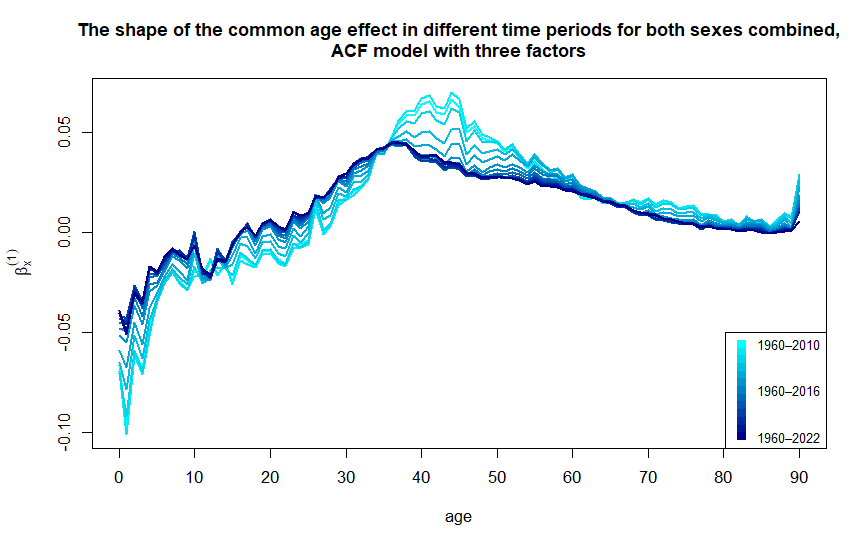 The shape of the common age effect in different time periods for both sexes combined,
ACF model with three factors
0.05
0.00
-0.05
-0.10
βx(1)
1960–2010
1960–2016
1960–2022
0 10 20 30 40 50 60 70 80 90
age